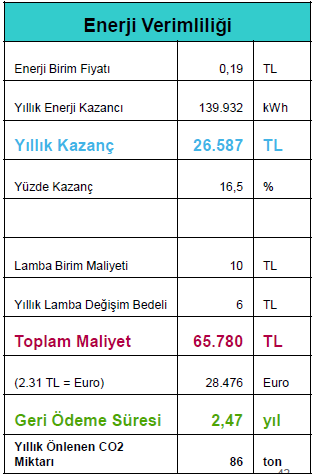 Enerji Verimliliği
Enerji Birim Fiyatı 0,19 TL
Yıllık Enerji Kazancı 139.932 kWh
Yıllık Kazanç 26.587 TL
Yüzde Kazanç 16,5 %
Lamba Birim Maliyeti 10 TL
Yıllık Lamba Değişim Bedeli 6 TL
Toplam Maliyet 65.780 TL
(2.31 TL = Euro) 28.476 Euro
Geri Ödeme Süresi 2,47 yıl
Yıllık Önlenen CO2
Miktarı 86 ton